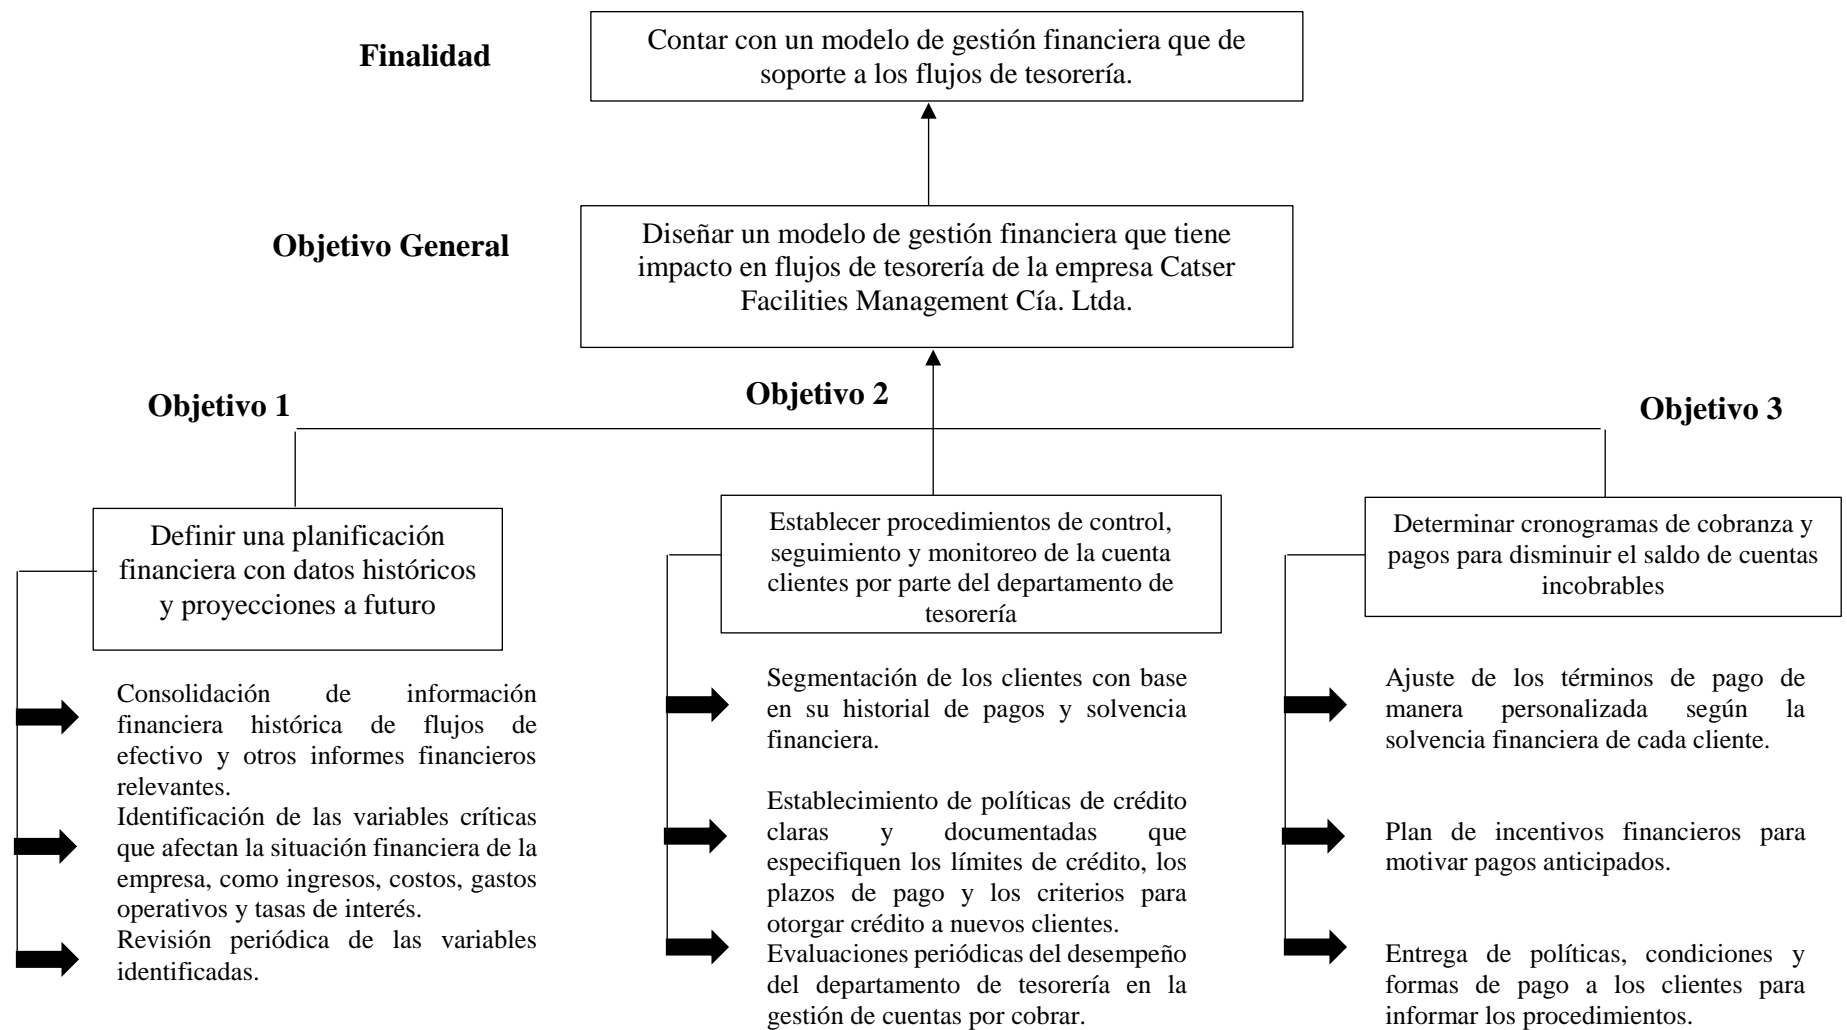 Finalidad
Contar con un modelo de gestión financiera que de
soporte a los flujos de tesorería.
Objetivo General
Diseñar un modelo de gestión financiera que tiene
impacto en flujos de tesorería de la empresa Catser
Facilities Management Cía. Ltda.
Objetivo 1
Definir una planificación
financiera con datos históricos
y proyecciones a futuro
Consolidación de información
financiera histórica de flujos de
efectivo y otros informes financieros
relevantes.
Identificación de las variables críticas
que afectan la situación financiera de la
empresa, como ingresos, costos, gastos
operativos y tasas de interés.
Revisión periódica de las variables
identificadas.
Objetivo 2
Establecer procedimientos de control,
seguimiento y monitoreo de la cuenta
clientes por parte del departamento de
tesorería
Segmentación de los clientes con base
en su historial de pagos y solvencia
financiera.
Establecimiento de políticas de crédito
claras y documentadas que
especifiquen los límites de crédito, los
plazos de pago y los criterios para
otorgar crédito a nuevos clientes.
Evaluaciones periódicas del desempeño
del departamento de tesorería en la
gestión de cuentas por cobrar.
Objetivo 3
Determinar cronogramas de cobranza y
pagos para disminuir el saldo de cuentas
incobrables
Ajuste de los términos de pago de
manera personalizada según la
solvencia financiera de cada cliente.
Plan de incentivos financieros para
motivar pagos anticipados.
Entrega de políticas, condiciones y
formas de pago a los clientes para
informar los procedimientos.